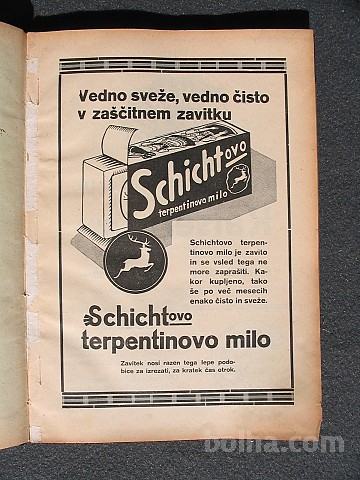 Vedno sveže, vedno čisto
v zaščitnem zavitku
Schichtovo
terpentinovo milo
Schichtovo terpen-
tinovo milo je zavito
in se vsled tega ne
more zaprašiti. Ka-
kor kupljeno, tako
še po več mesecih
enako čisto in sveže.
Schichtovo
terpentinovo milo
Zavitek nosi razen tega lepe podo-
bice za izrezati, za kratek čas otrok.
bolha.com